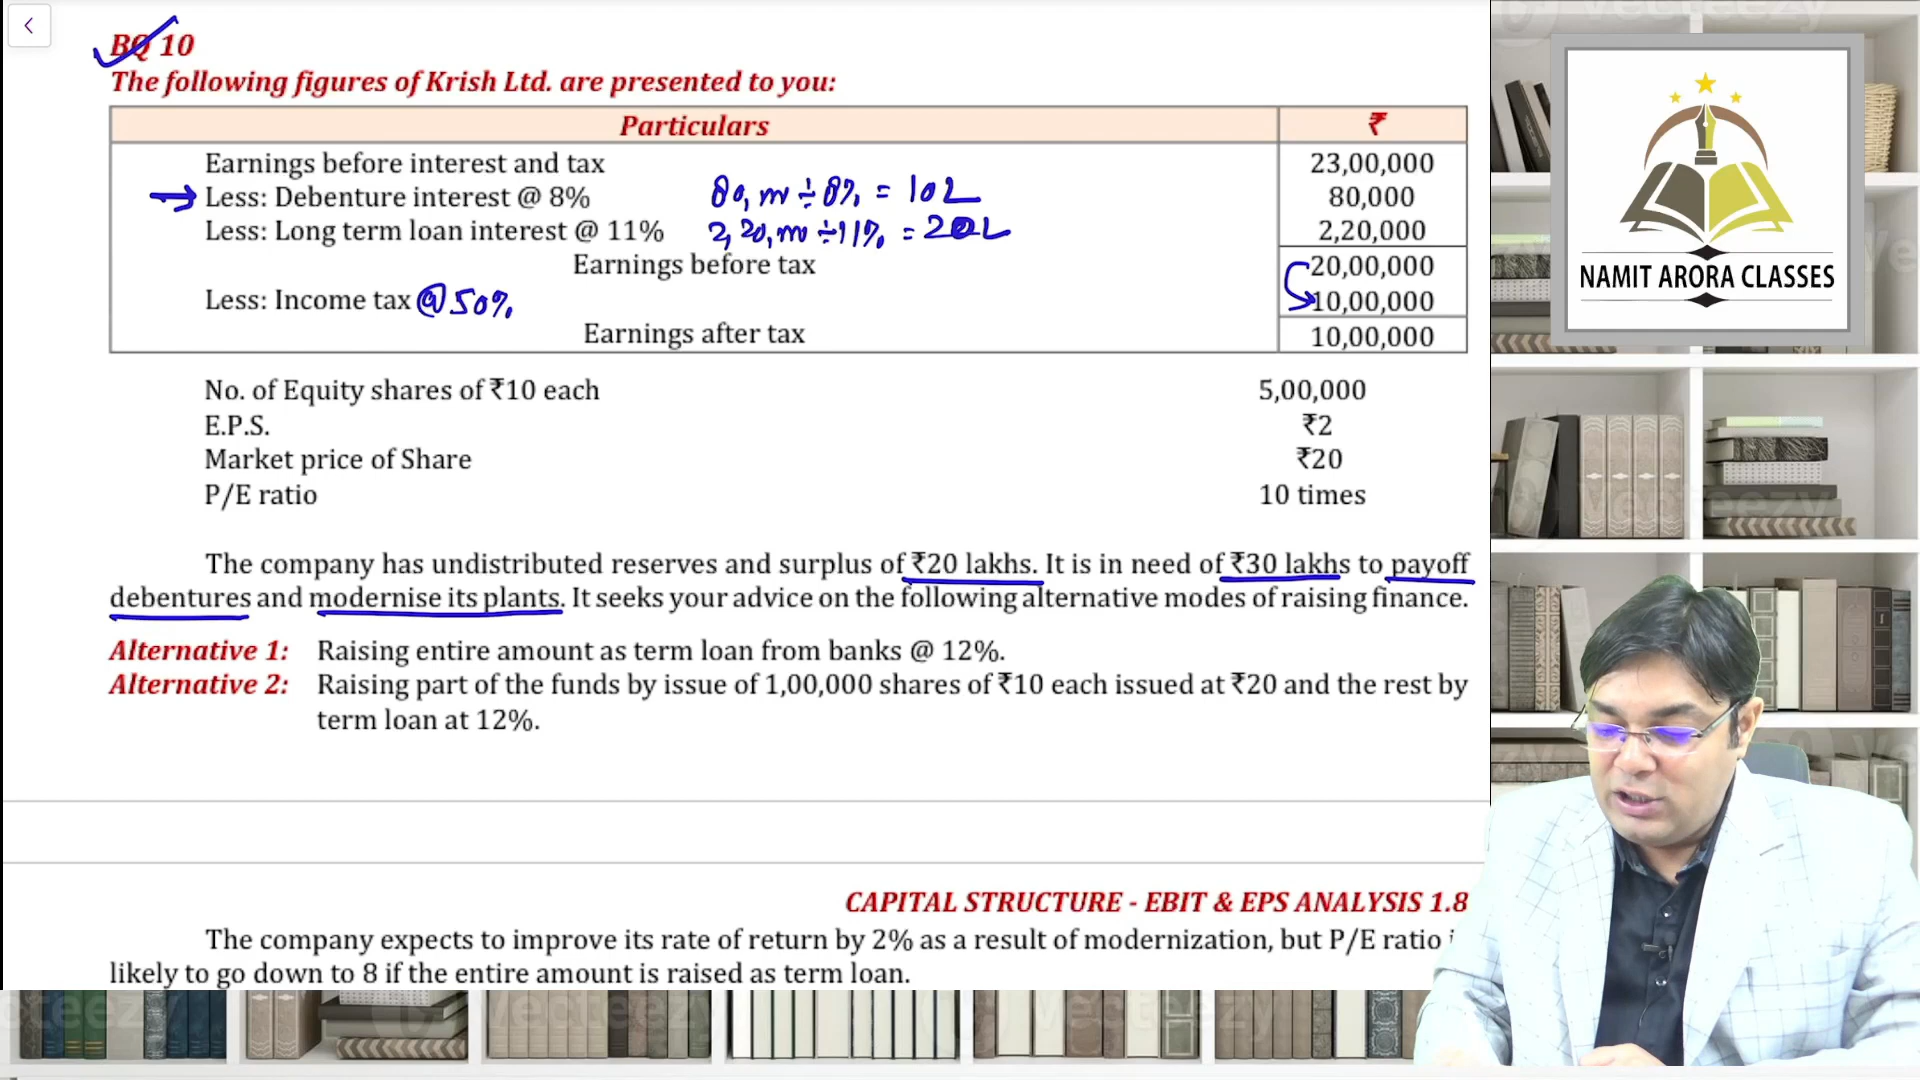 BQ 10
The following figures of Krish Ltd. are presented to you:
Particulars ₹
Earnings before interest and tax 23,00,000
Less: Debenture interest @ 8% 80,m ÷ 8% = 10L 80,000
Less: Long term loan interest @ 11% 2,20,m ÷ 11% = 20L 2,20,000
Earnings before tax 20,00,000
Less: Income tax @ 50% 10,00,000
Earnings after tax 10,00,000
No. of Equity shares of ₹10 each 5,00,000
E.P.S. ₹2
Market price of Share ₹20
P/E ratio 10 times
The company has undistributed reserves and surplus of ₹20 lakhs. It is in need of ₹30 lakhs to payoff
debentures and modernise its plants. It seeks your advice on the following alternative modes of raising finance.
Alternative 1: Raising entire amount as term loan from banks @ 12%.
Alternative 2: Raising part of the funds by issue of 1,00,000 shares of ₹10 each issued at ₹20 and the rest by
term loan at 12%.
CAPITAL STRUCTURE - EBIT & EPS ANALYSIS 1.8
The company expects to improve its rate of return by 2% as a result of modernization, but P/E ratio
likely to go down to 8 if the entire amount is raised as term loan.
NAMIT ARORA CLASSES
vecteezy